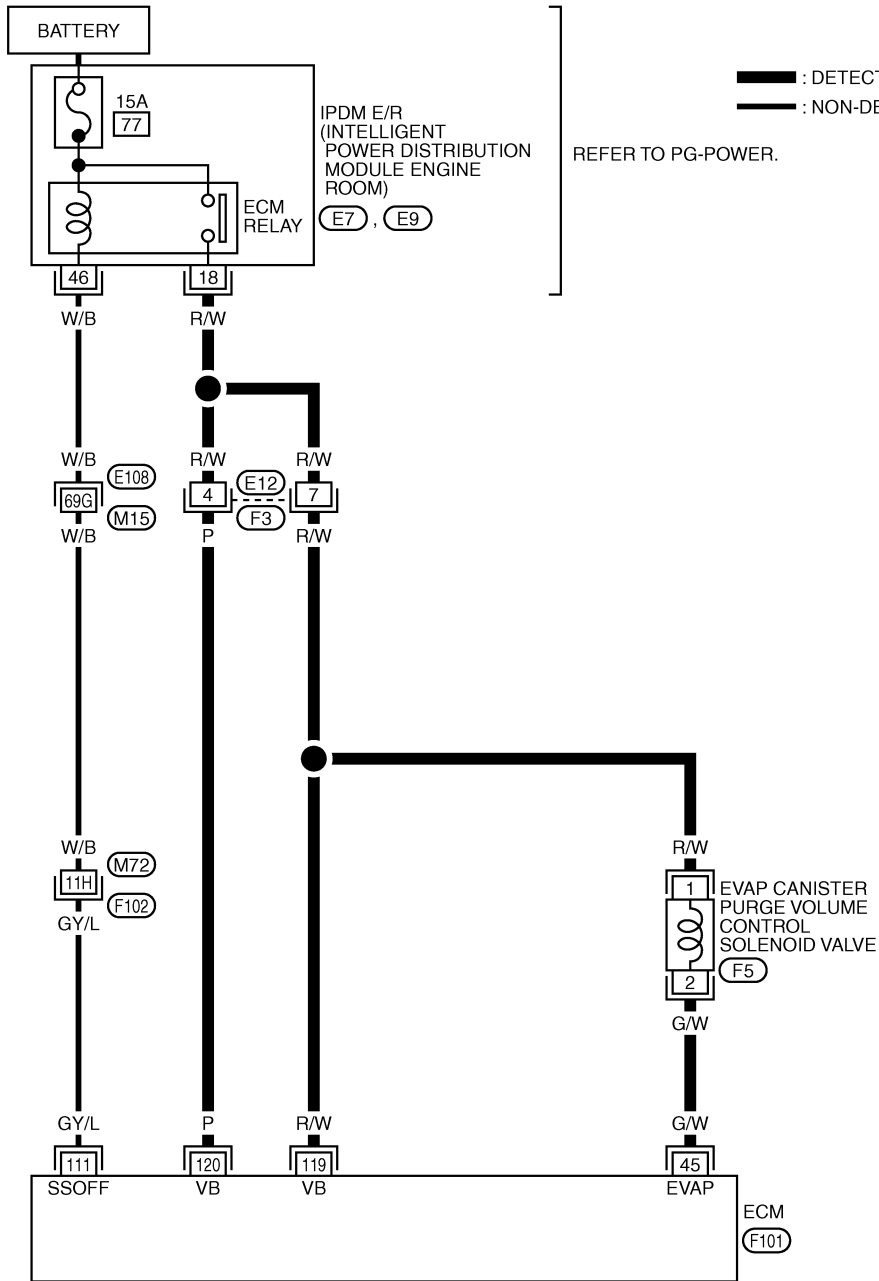 BATTERY
15A
77
IPDM E/R
(INTELLIGENT
POWER DISTRIBUTION
MODULE ENGINE
ROOM)
E7 , E9
ECM
RELAY
REFER TO PG-POWER.
: DETECT
: NON-DE
46
18
W/B
R/W
W/B
R/W
R/W
E108
69G
M15
4
E12
F3
7
W/B
P
R/W
W/B
M72
11H
F102
GY/L
R/W
1
EVAP CANISTER
PURGE VOLUME
CONTROL
SOLENOID VALVE
F5
2
G/W
GY/L
P
R/W
G/W
111
120
119
45
SSOFF
VB
VB
EVAP
ECM
F101